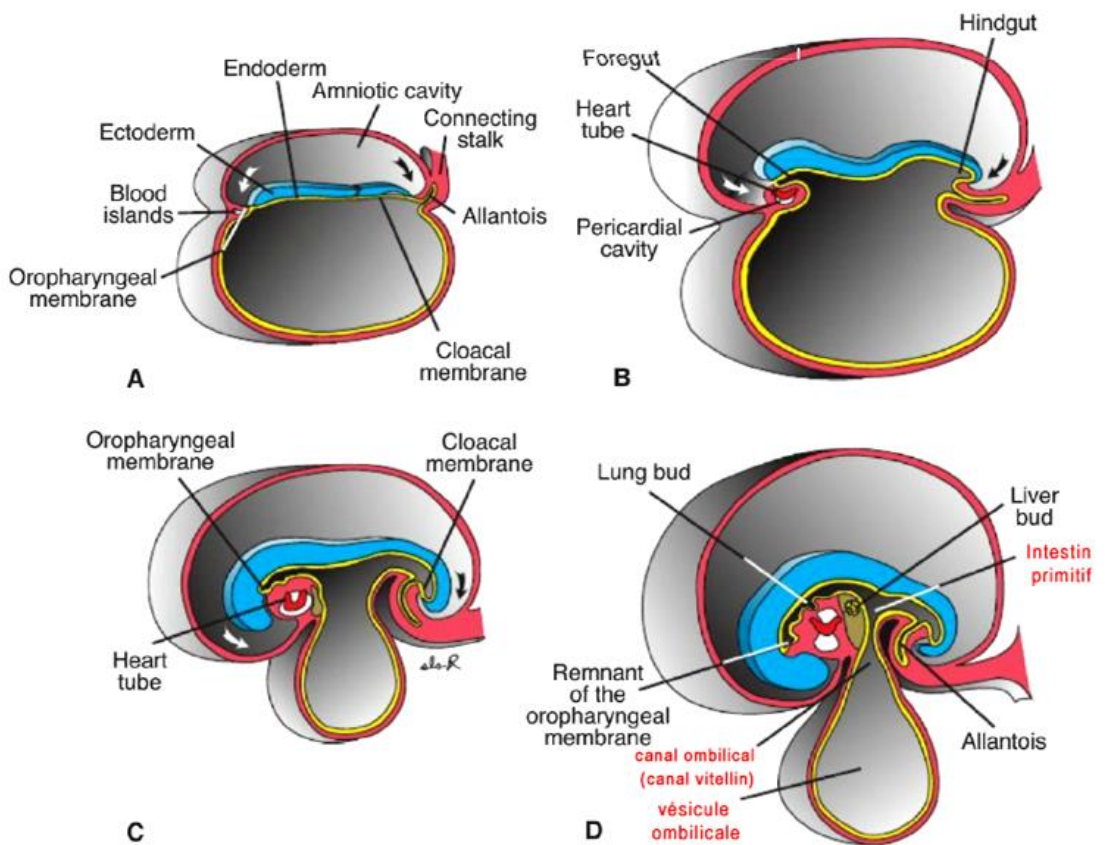 Endoderm
Amniotic cavity
Ectoderm
Connecting
stalk
Blood
islands
Allantois
Oropharyngeal
membrane
Cloacal
membrane
A
Hindgut
Foregut
Heart
tube
Pericardial
cavity
B
Oropharyngeal
membrane
Cloacal
membrane
Heart
tube
C
Lung bud
Liver
bud
Intestin
primitif
Remnant
of the
oropharyngeal
membrane
Allantois
canal ombilical
(canal vitellin)
vésicule
ombilicale
D